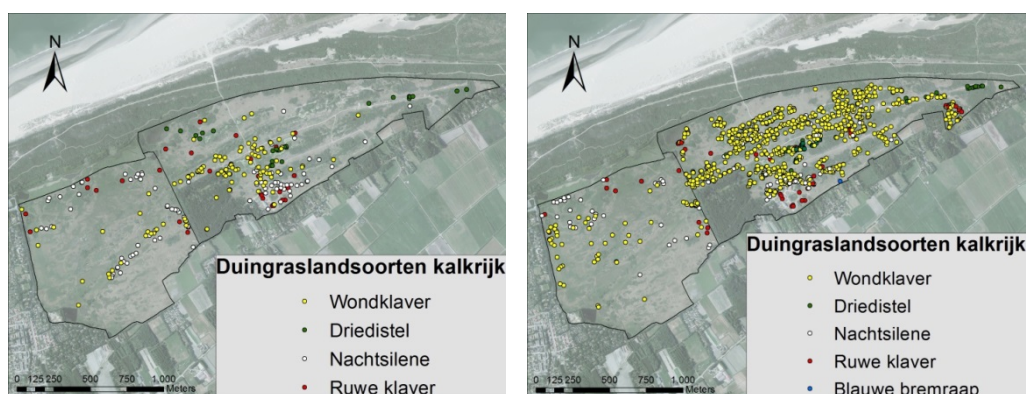 N
Duingraslandsoorten kalkrijk
Wondklaver
Driedistel
Nachtsilene
Ruwe klaver
0 125 250 500 750 1.000
Meters
N
Duingraslandsoorten kalkrijk
Wondklaver
Driedistel
Nachtsilene
Ruwe klaver
Blauwe bremraap
0 125 250 500 750 1.000
Meters